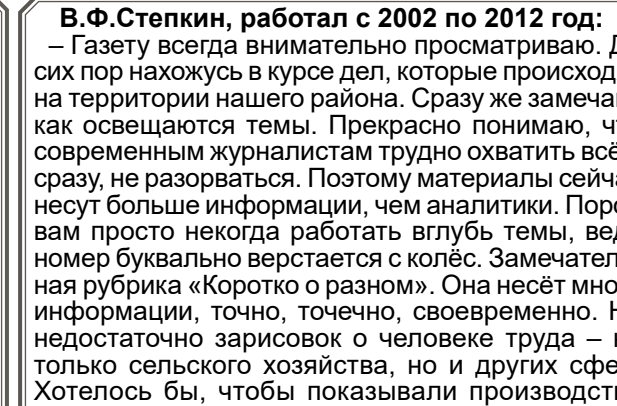 В.Ф.Степкин, работал с 2002 по 2012 год:
– Газету всегда внимательно просматриваю. Д
сих пор нахожусь в курсе дел, которые происход
на территории нашего района. Сразу же замеча
как освещаются темы. Прекрасно понимаю, чт
современным журналистам трудно охватить всё
сразу, не разорваться. Поэтому материалы сейча
несут больше информации, чем аналитики. Поро
вам просто некогда работать вглубь темы, вед
номер буквально верстается с колёс. Замечател
ная рубрика «Коротко о разном». Она несёт мно
информации, точно, точечно, своевременно. Н
недостаточно зарисовок о человеке труда – н
только сельского хозяйства, но и других сфе
Хотелось бы, чтобы показывали производств